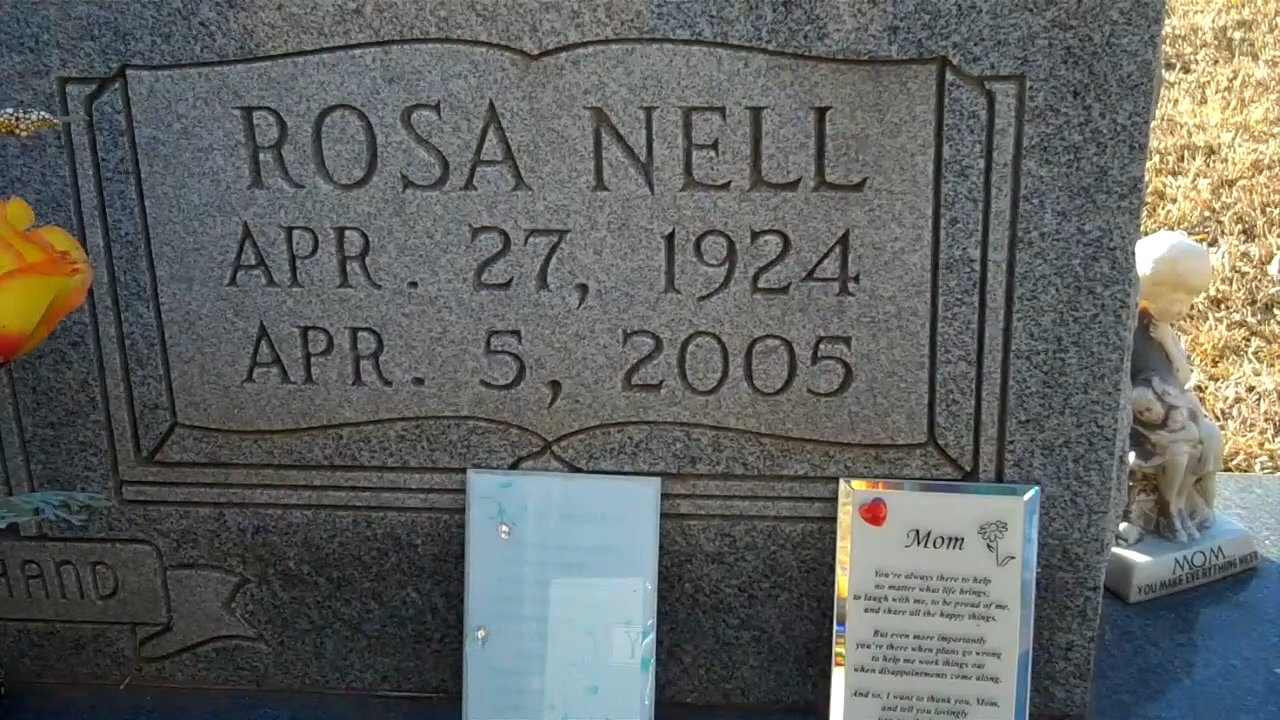 ROSA NELL
APR. 27, 1924
APR. 5, 2005
HAND
Mom
You're always there to help
no matter what life brings;
to laugh with me, to be proud of me,
and share all the happy things.
But even more importantly
you're there when plans go wrong
to help me work things out
when disappointments come along.
And so, I want to thank you, Mom,
and tell you lovingly
MOM
YOU MAKE EVERYTHING